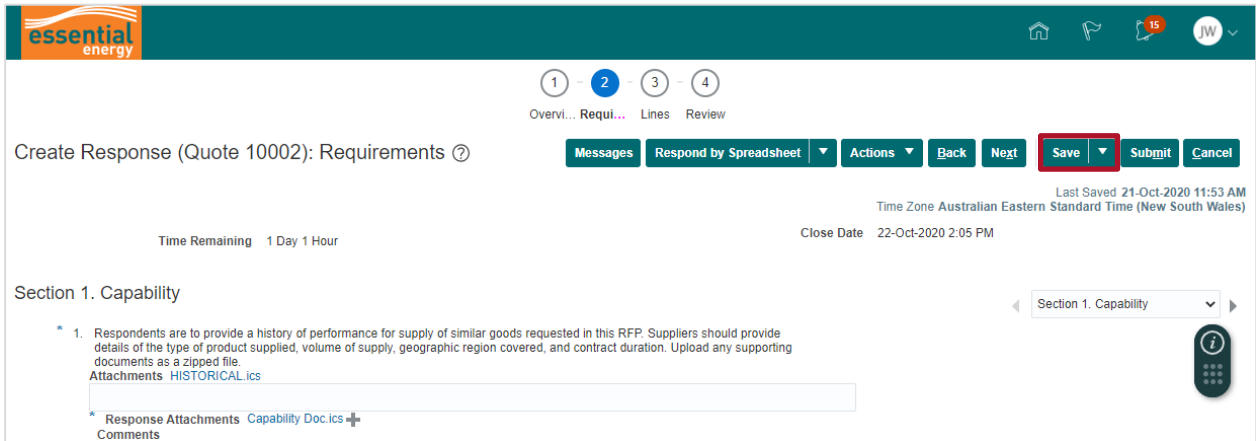 essential
energy
15
JW
1
2
3
4
Overvi... Requi... Lines Review
Create Response (Quote 10002): Requirements ?
Messages Respond by Spreadsheet Actions Back Next Save Submit Cancel
Last Saved 21-Oct-2020 11:53 AM
Time Zone Australian Eastern Standard Time (New South Wales)
Time Remaining 1 Day 1 Hour
Close Date 22-Oct-2020 2:05 PM
Section 1. Capability
Section 1. Capability
* 1. Respondents are to provide a history of performance for supply of similar goods requested in this RFP. Suppliers should provide
details of the type of product supplied, volume of supply, geographic region covered, and contract duration. Upload any supporting
documents as a zipped file.
Attachments HISTORICAL.ics
* Response Attachments Capability Doc.ics
Comments